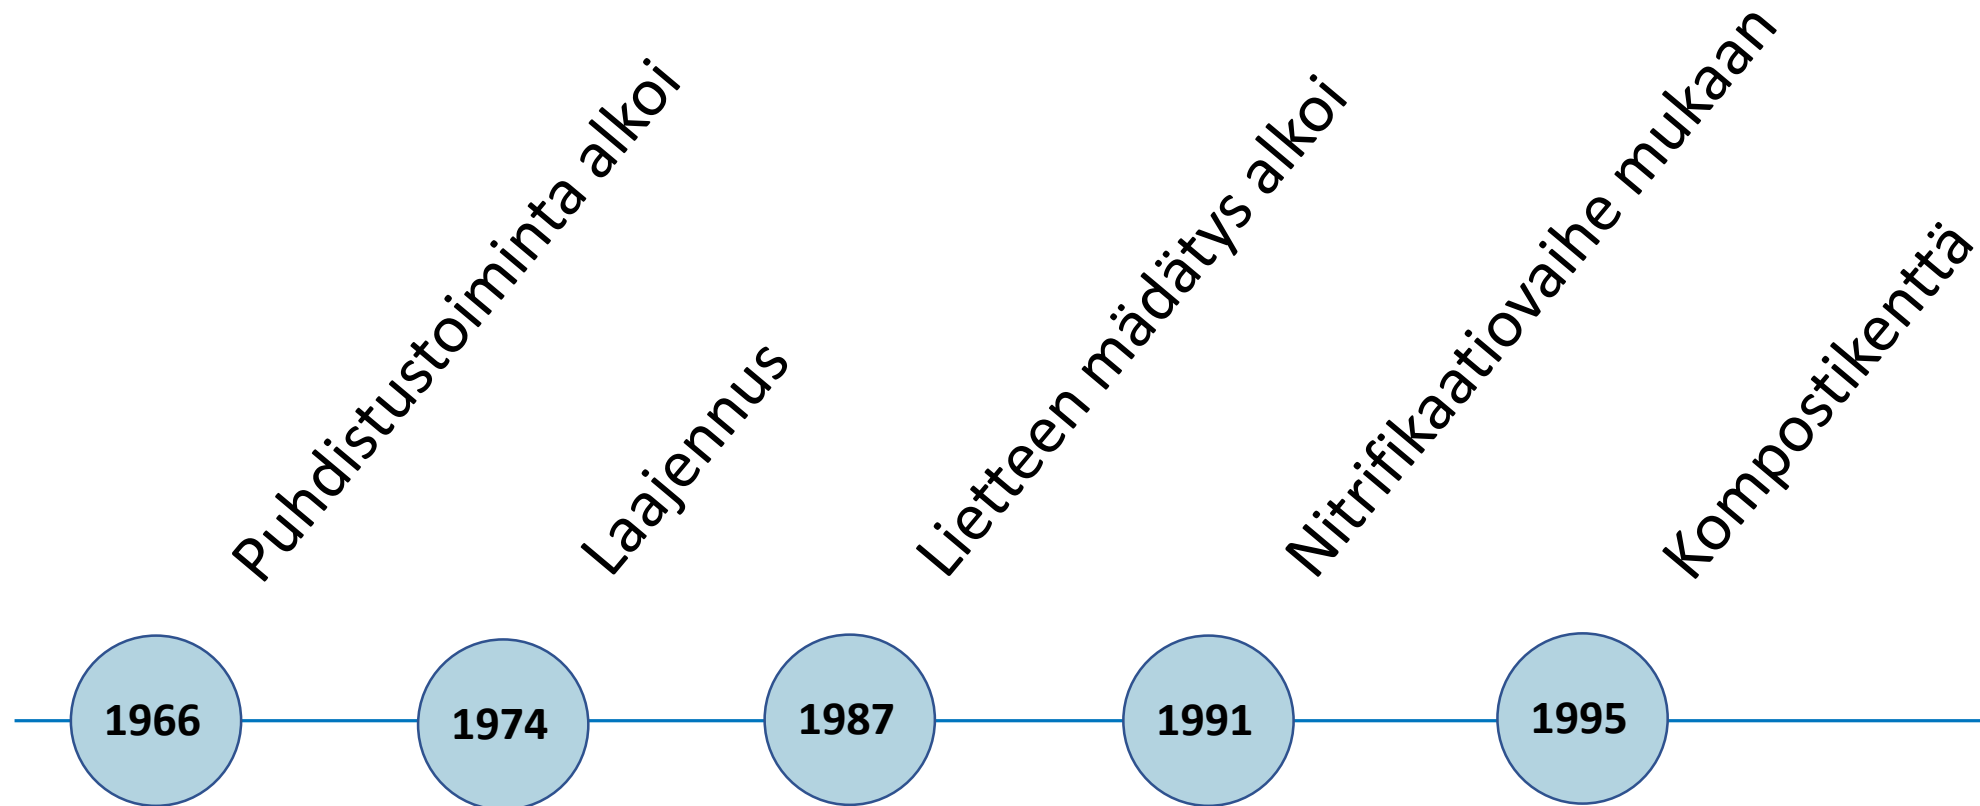 Puhdistustoiminta alkoi
Laajennus
Lietteen mädätys alkoi
Nitrifikaatiovaihe mukaan
Kompostikenttä
1966
1974
1987
1991
1995